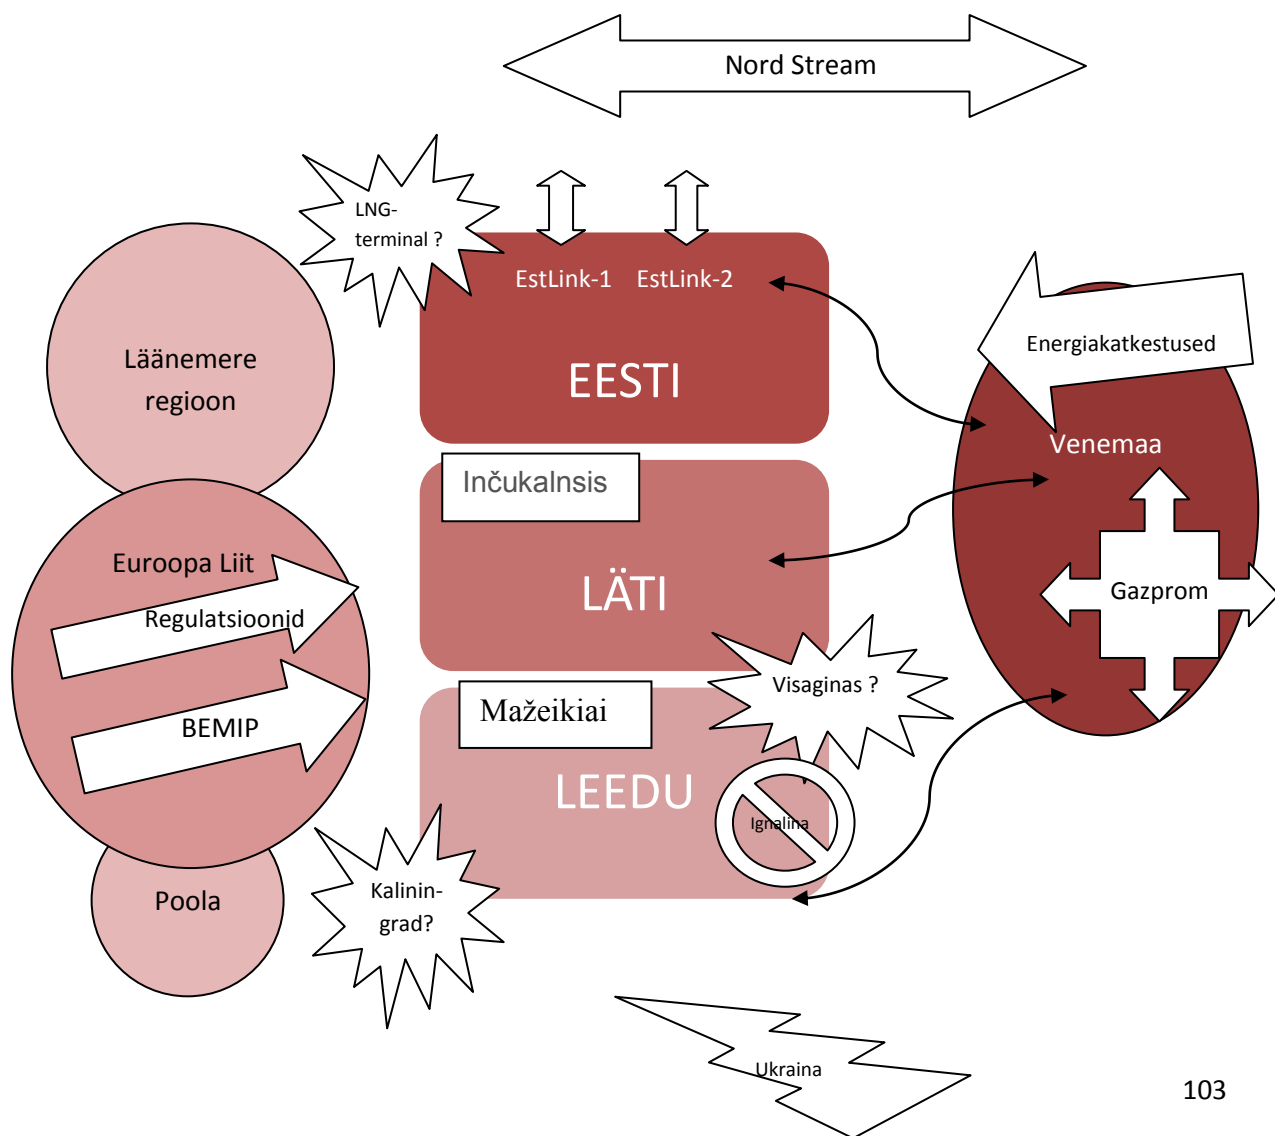 Nord Stream
LNG-
terminal ?
EstLink-1
EstLink-2
EESTI
Läänemere
regioon
Energiakatkestused
Venemaa
Inčukalnsis
LÄTI
Euroopa Liit
Regulatsioonid
BEMIP
Gazprom
Visaginas ?
Mažeikiai
LEEDU
Ignalina
Poola
Kalinin-
grad?
Ukraina
103